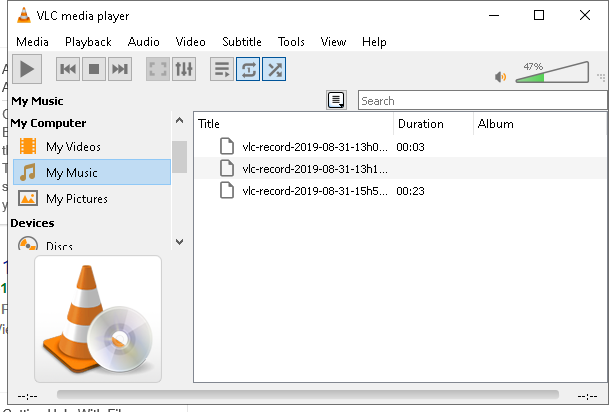 VLC media player
Media Playback Audio Video Subtitle Tools View Help
47%
My Music
Search
My Computer
My Videos
My Music
My Pictures
Devices
Discs
Title Duration Album
vlc-record-2019-08-31-13h0... 00:03
vlc-record-2019-08-31-13h1...
vlc-record-2019-08-31-15h5... 00:23
--:--
--:--